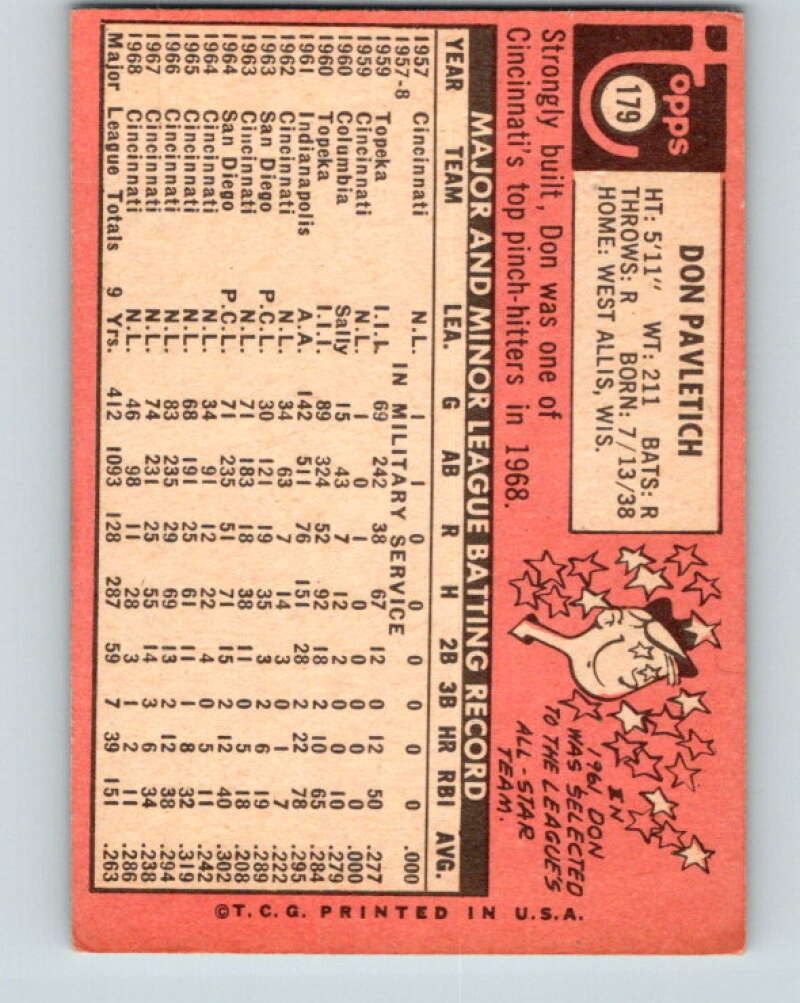 topps
179
DON PAVLETICH
HT: 5'11" WT: 211 BATS: R
THROWS: R BORN: 7/13/38
HOME: WEST ALLIS, WIS.
Strongly built, Don was one of
Cincinnati's top pinch-hitters in 1968.
IN
1961, DON
WAS SELECTED
TO THE LEAGUE'S
ALL-STAR
TEAM.
MAJOR AND MINOR LEAGUE BATTING RECORD
YEAR TEAM LEA. G AB R H 2B 3B HR RBI AVG.
1957 Cincinnati N.L. 1 1 0 0 0 0 0 0 .000
1957-8 IN MILITARY SERVICE
1959 Topeka I.I.I. 69 242 38 67 12 0 12 50 .277
1959 Cincinnati N.L. 1 0 1 0 0 0 0 0 .000
1960 Columbia Sally 15 43 7 12 2 0 0 10 .279
1960 Topeka I.I.I. 89 324 52 92 18 2 10 65 .284
1961 Indianapolis A.A. 142 511 76 151 28 2 22 78 .295
1962 Cincinnati N.L. 34 63 7 14 3 0 1 7 .222
1963 San Diego P.C.L. 30 121 19 35 3 2 6 19 .289
1963 Cincinnati N.L. 71 183 18 38 11 0 5 18 .208
1964 San Diego P.C.L. 71 235 51 71 15 2 12 40 .302
1964 Cincinnati N.L. 34 91 12 22 4 0 5 11 .242
1965 Cincinnati N.L. 68 191 25 61 11 1 8 32 .319
1966 Cincinnati N.L. 83 235 29 69 13 2 12 38 .294
1967 Cincinnati N.L. 74 231 25 55 14 3 6 34 .238
1968 Cincinnati N.L. 46 98 11 28 3 1 2 11 .286
Major League Totals 9 Yrs. 412 1093 128 287 59 7 39 151 .263
©T.C.G. PRINTED IN U.S.A.